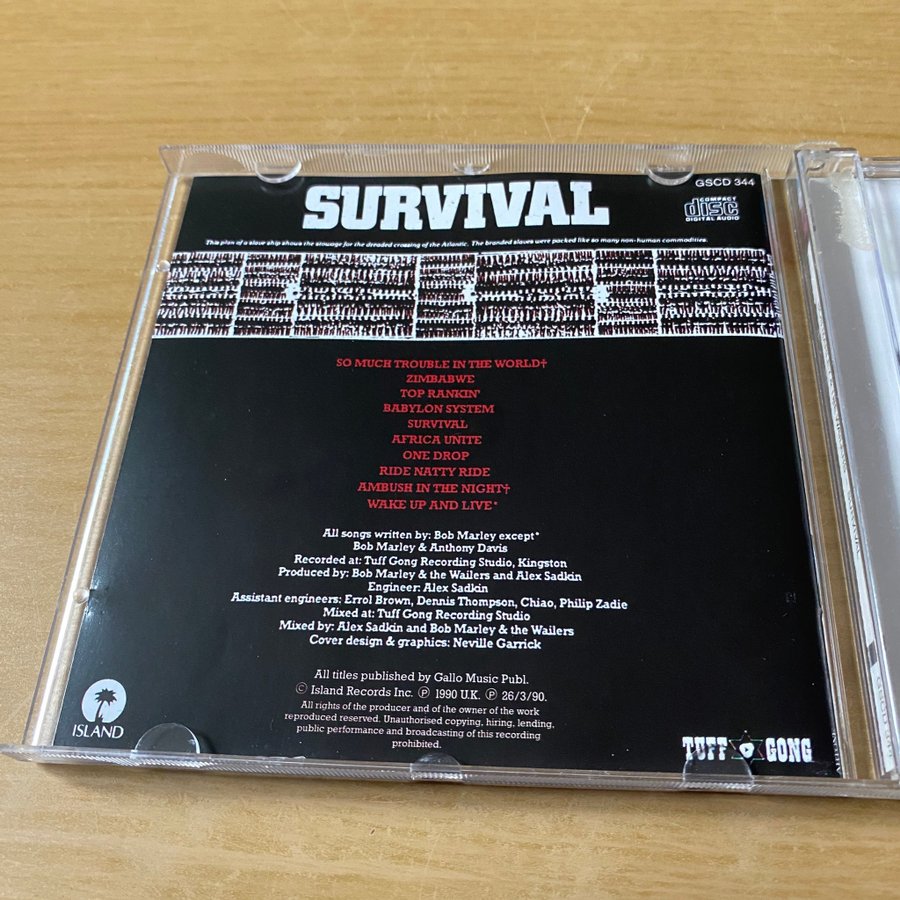 SURVIVAL
GSCD 344
COMPACT
disc
DIGITAL AUDIO
This plan of a slave ship shows the stowage for the dreaded crossing of the Atlantic. The branded slaves were packed like so many non-human commodities.
SO MUCH TROUBLE IN THE WORLD†
ZIMBABWE
TOP RANKIN'
BABYLON SYSTEM
SURVIVAL
AFRICA UNITE
ONE DROP
RIDE NATTY RIDE
AMBUSH IN THE NIGHT†
WAKE UP AND LIVE*
All songs written by: Bob Marley except*
Bob Marley & Anthony Davis
Recorded at: Tuff Gong Recording Studio, Kingston
Produced by: Bob Marley & the Wailers and Alex Sadkin
Engineer: Alex Sadkin
Assistant engineers: Errol Brown, Dennis Thompson, Chiao, Philip Zadie
Mixed at: Tuff Gong Recording Studio
Mixed by: Alex Sadkin and Bob Marley & the Wailers
Cover design & graphics: Neville Garrick
All titles published by Gallo Music Publ.
© Island Records Inc. ℗ 1990 U.K. ℗ 26/3/90.
All rights of the producer and of the owner of the work
reproduced reserved. Unauthorised copying, hiring, lending,
public performance and broadcasting of this recording
prohibited.
ISLAND
TUFF GONG